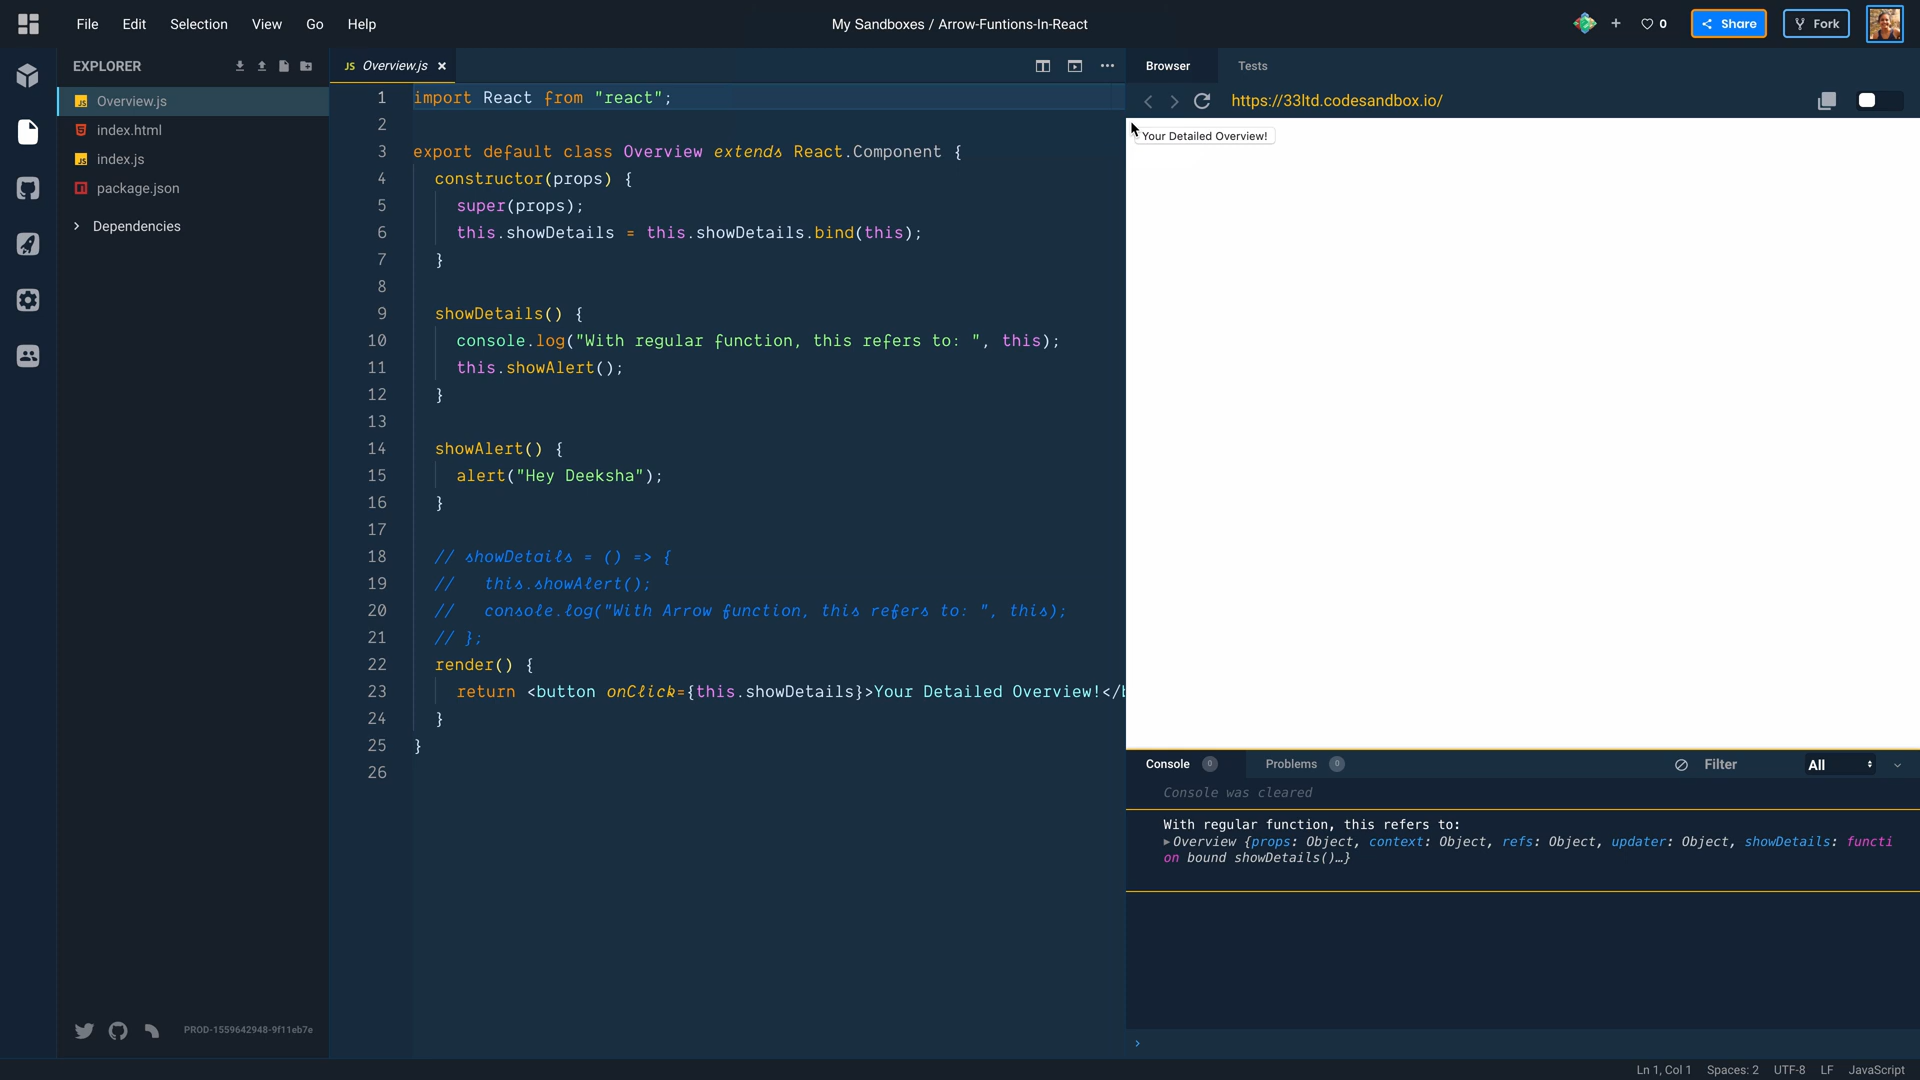 File Edit Selection View Go Help
My Sandboxes / Arrow-Funtions-In-React
0 Share Fork
EXPLORER
Overview.js
index.html
index.js
package.json
Dependencies
PROD-1559642948-9f11eb7e
JS Overview.js
1 import React from "react";
2
3 export default class Overview extends React.Component {
4 constructor(props) {
5 super(props);
6 this.showDetails = this.showDetails.bind(this);
7 }
8
9 showDetails() {
10 console.log("With regular function, this refers to: ", this);
11 this.showAlert();
12 }
13
14 showAlert() {
15 alert("Hey Deeksha");
16 }
17
18 // showDetails = () => {
19 //   this.showAlert();
20 //   console.log("With Arrow function, this refers to: ", this);
21 // };
22 render() {
23 return <button onClick={this.showDetails}>Your Detailed Overview!</b
24 }
25 }
26
Browser Tests
https://33ltd.codesandbox.io/
Your Detailed Overview!
Console 0 Problems 0 Filter All
Console was cleared
With regular function, this refers to:
▸Overview {props: Object, context: Object, refs: Object, updater: Object, showDetails: functi
on bound showDetails()…}
›
Ln 1, Col 1 Spaces: 2 UTF-8 LF JavaScript